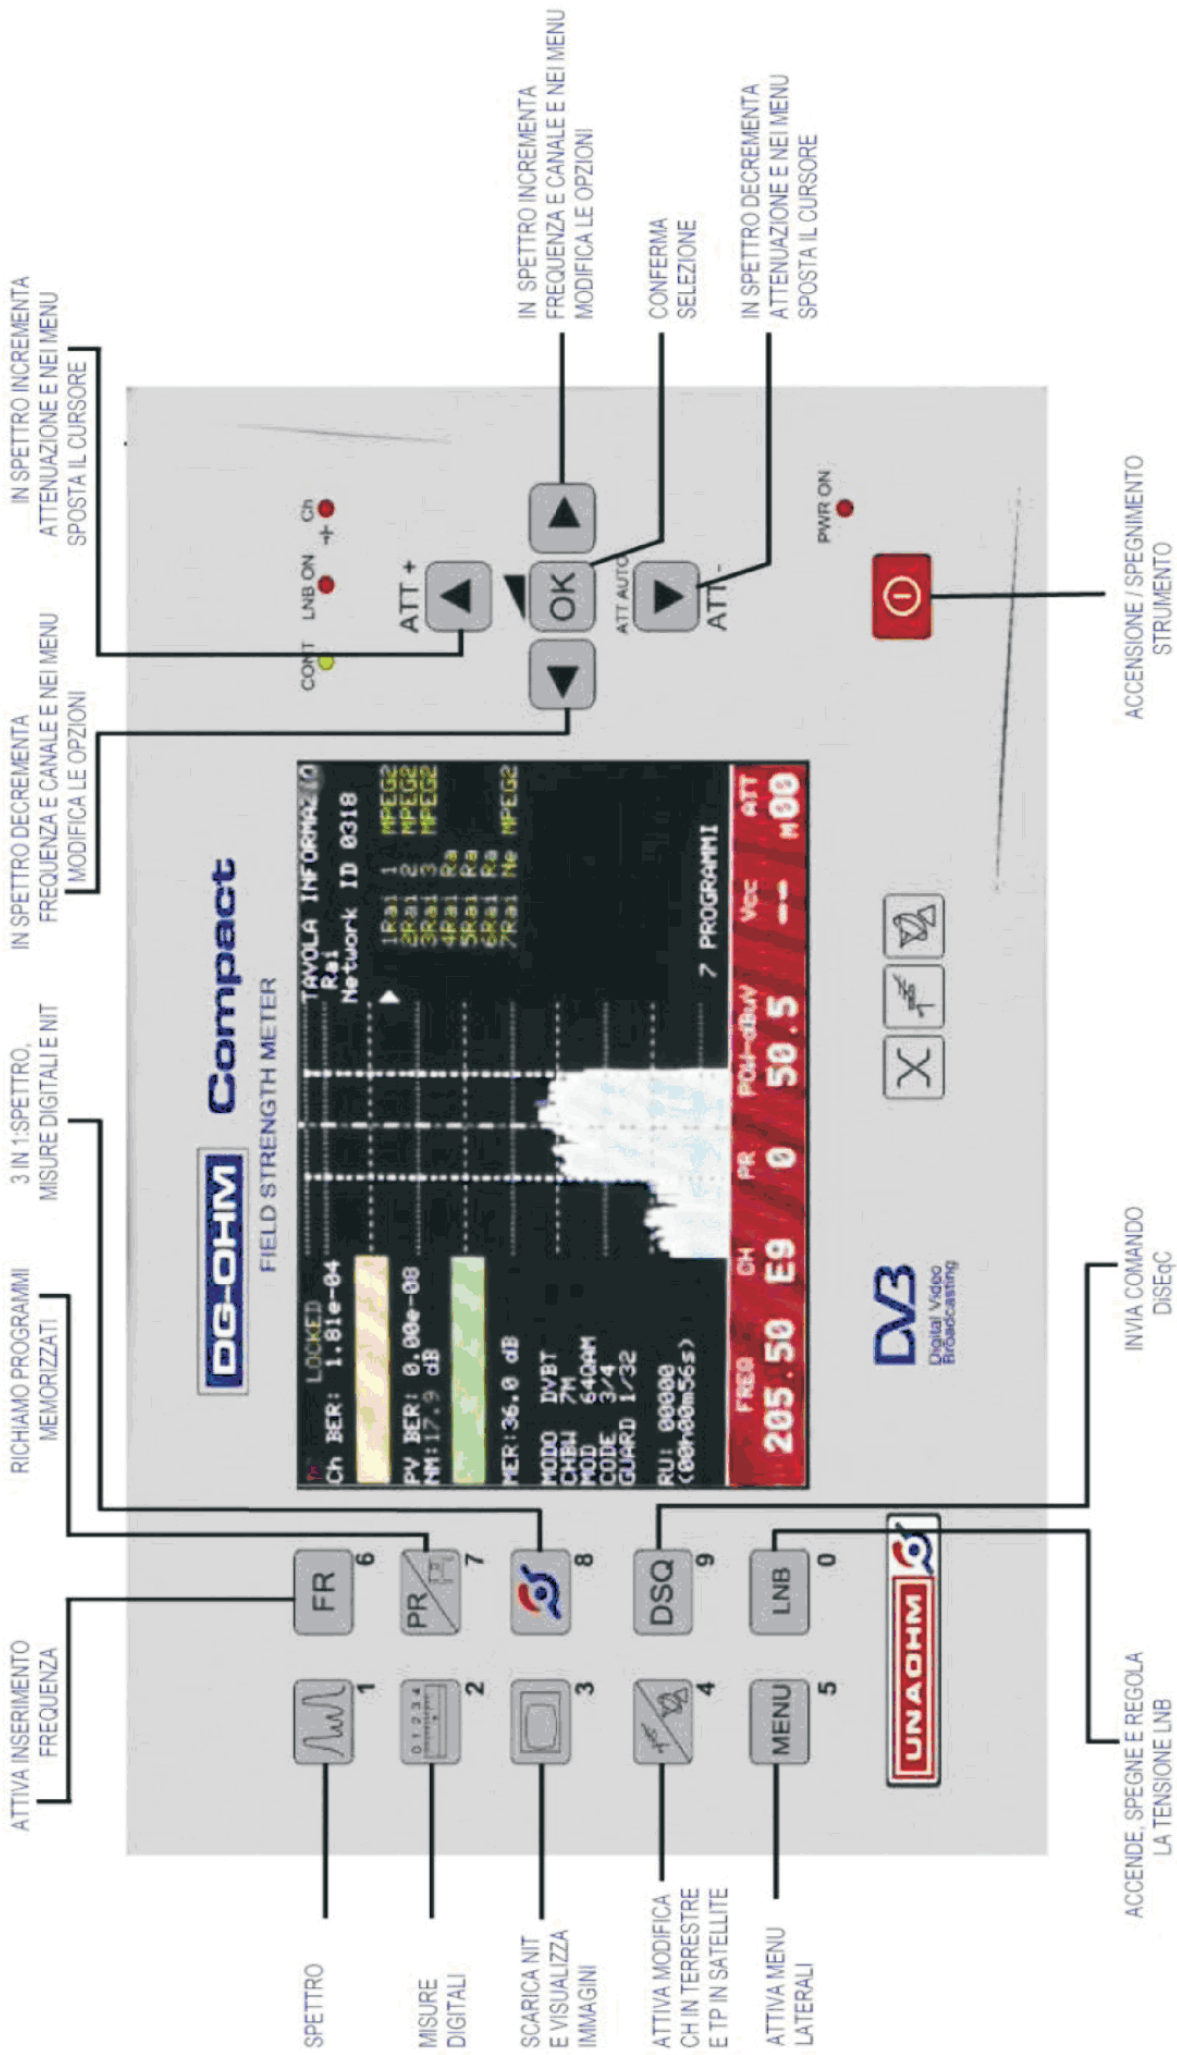 ATTIVA INSERIMENTO
FREQUENZA
RICHIAMO PROGRAMMI
MEMORIZZATI
3 IN 1:SPETTRO,
MISURE DIGITALI E NIT
IN SPETTRO DECREMENTA
FREQUENZA E CANALE E NEI MENU
MODIFICA LE OPZIONI
IN SPETTRO INCREMENTA
ATTENUAZIONE E NEI MENU
SPOSTA IL CURSORE
SPETTRO
MISURE
DIGITALI
SCARICA NIT
E VISUALIZZA
IMMAGINI
ATTIVA MODIFICA
CH IN TERRESTRE
E TP IN SATELLITE
ATTIVA MENU
LATERALI
1
0 1 2 3 4
2
3
4
MENU
5
FR
6
PR
7
8
DSQ
9
LNB
0
UNAOHM
DG-OHM Compact
FIELD STRENGTH METER
LOCKED
Ch BER: 1.81e-04
PV BER: 0.00e-08
NM:17.9 dB
MER:36.0 dB
MODO DVBT
CHBW 7M
MOD 64QAM
CODE 3/4
GUARD 1/32
RU: 00000
(00h00m56s)
Rai
Network ID 0318
1Rai 1 MPEG2
2Rai 2 MPEG2
3Rai 3 MPEG2
4Rai Ra
5Rai Ra
6Rai Ra
7Rai Ne MPEG2
7 PROGRAMMI
FREQ CH PR POW-dBuV Vcc ATT
205.50 E9 0 50.5 -- M00
DVB
Digital Video
Broadcasting
CONT LNB ON Ch
ATT +
OK
ATT AUTO
ATT -
PWR ON
IN SPETTRO INCREMENTA
FREQUENZA E CANALE E NEI MENU
MODIFICA LE OPZIONI
CONFERMA
SELEZIONE
IN SPETTRO DECREMENTA
ATTENUAZIONE E NEI MENU
SPOSTA IL CURSORE
ACCENDE, SPEGNE E REGOLA
LA TENSIONE LNB
INVIA COMANDO
DiSEqC
ACCENSIONE / SPEGNIMENTO
STRUMENTO